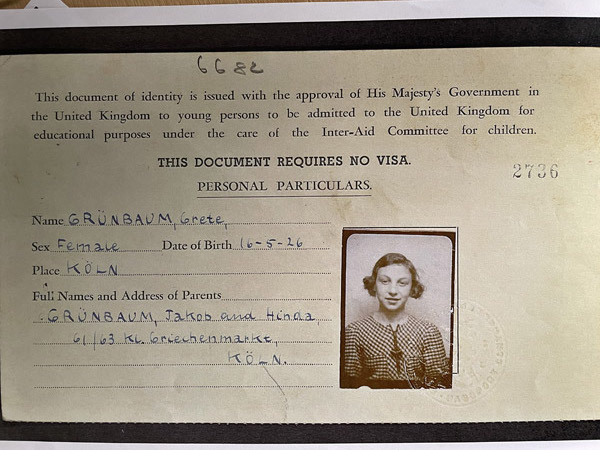 6682
This document of identity is issued with the approval of His Majesty's Government in
the United Kingdom to young persons to be admitted to the United Kingdom for
educational purposes under the care of the Inter-Aid Committee for children.
THIS DOCUMENT REQUIRES NO VISA.
2736
PERSONAL PARTICULARS.
Name GRÜNBAUM, Grete,
Sex Female Date of Birth 16-5-26
Place KÖLN
Full Names and Address of Parents
GRÜNBAUM, Jakob and Hinda,
61/63 Kl. Griechenmarkt,
KÖLN.
PASSPORT